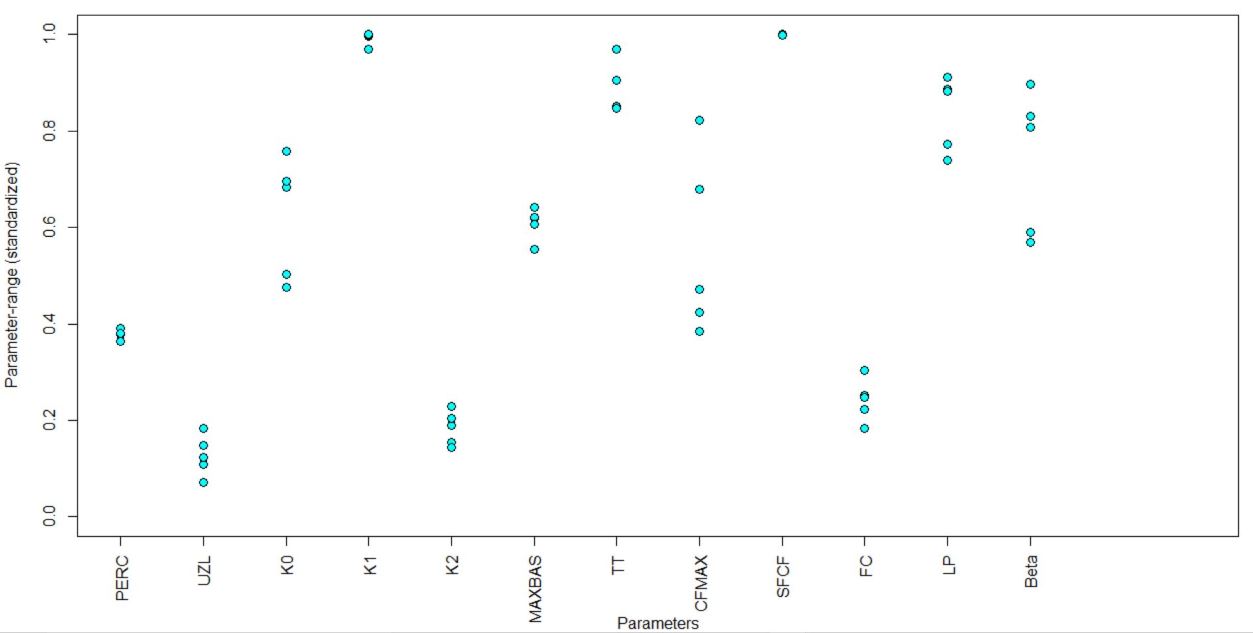 Parameter-range (standardized)
1.0
0.8
0.6
0.4
0.2
0.0
PERC
UZL
K0
K1
K2
MAXBAS
TT
CFMAX
SFCF
FC
LP
Beta
Parameters